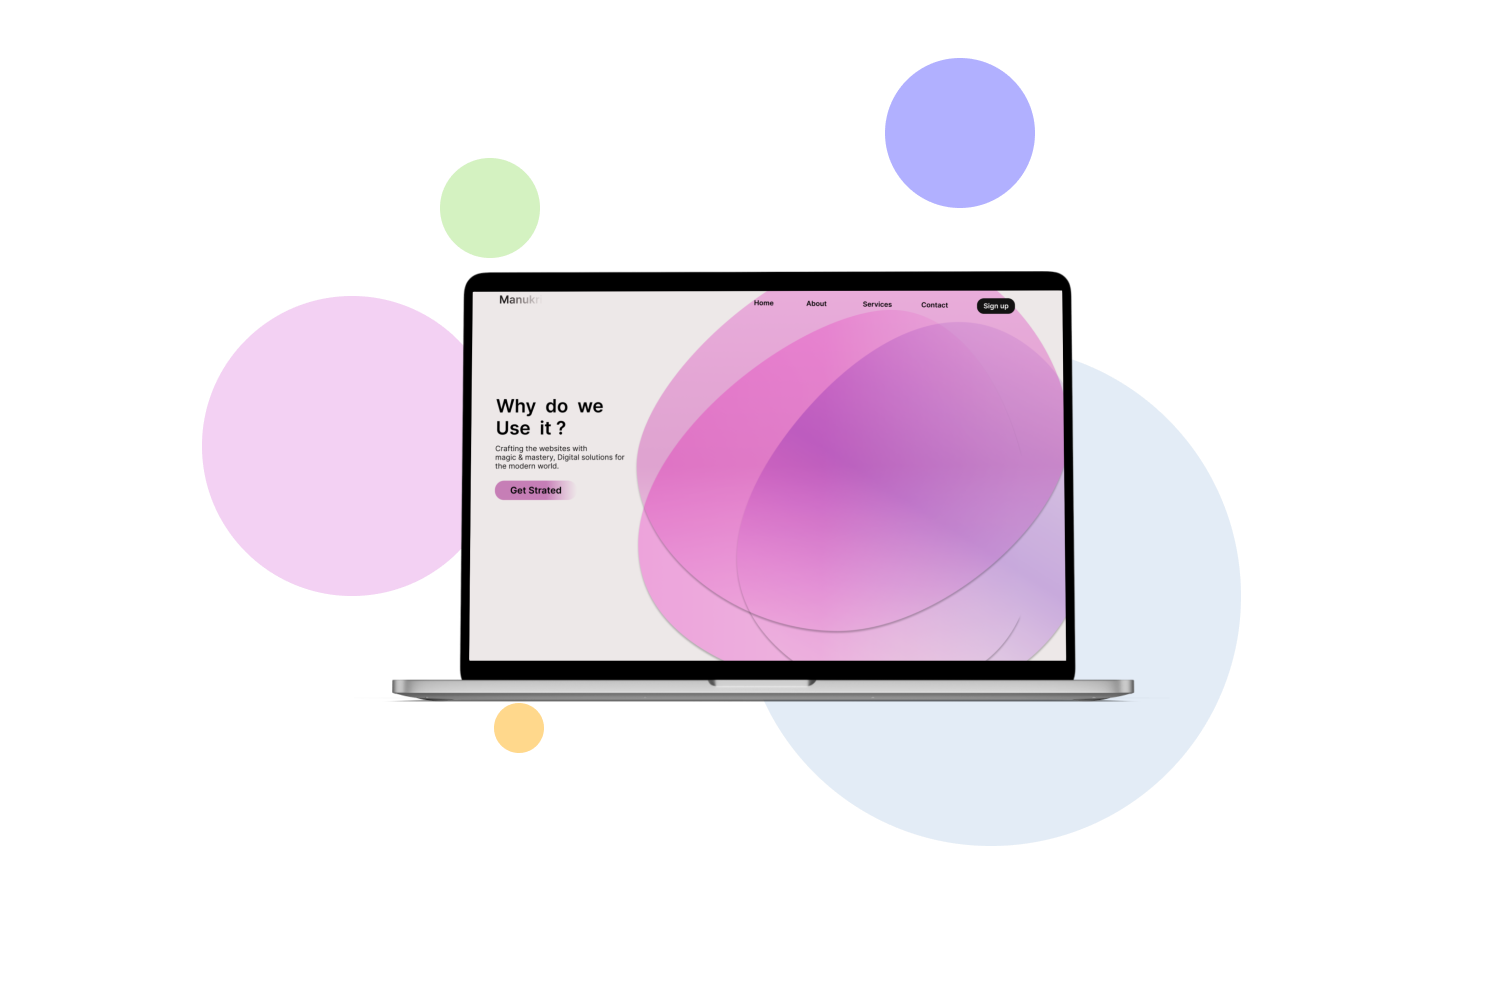 Home About Services Contact Sign up
Why do we
Use it ?
Crafting the websites with
magic & mastery, Digital solutions for
the modern world.
Get Strated